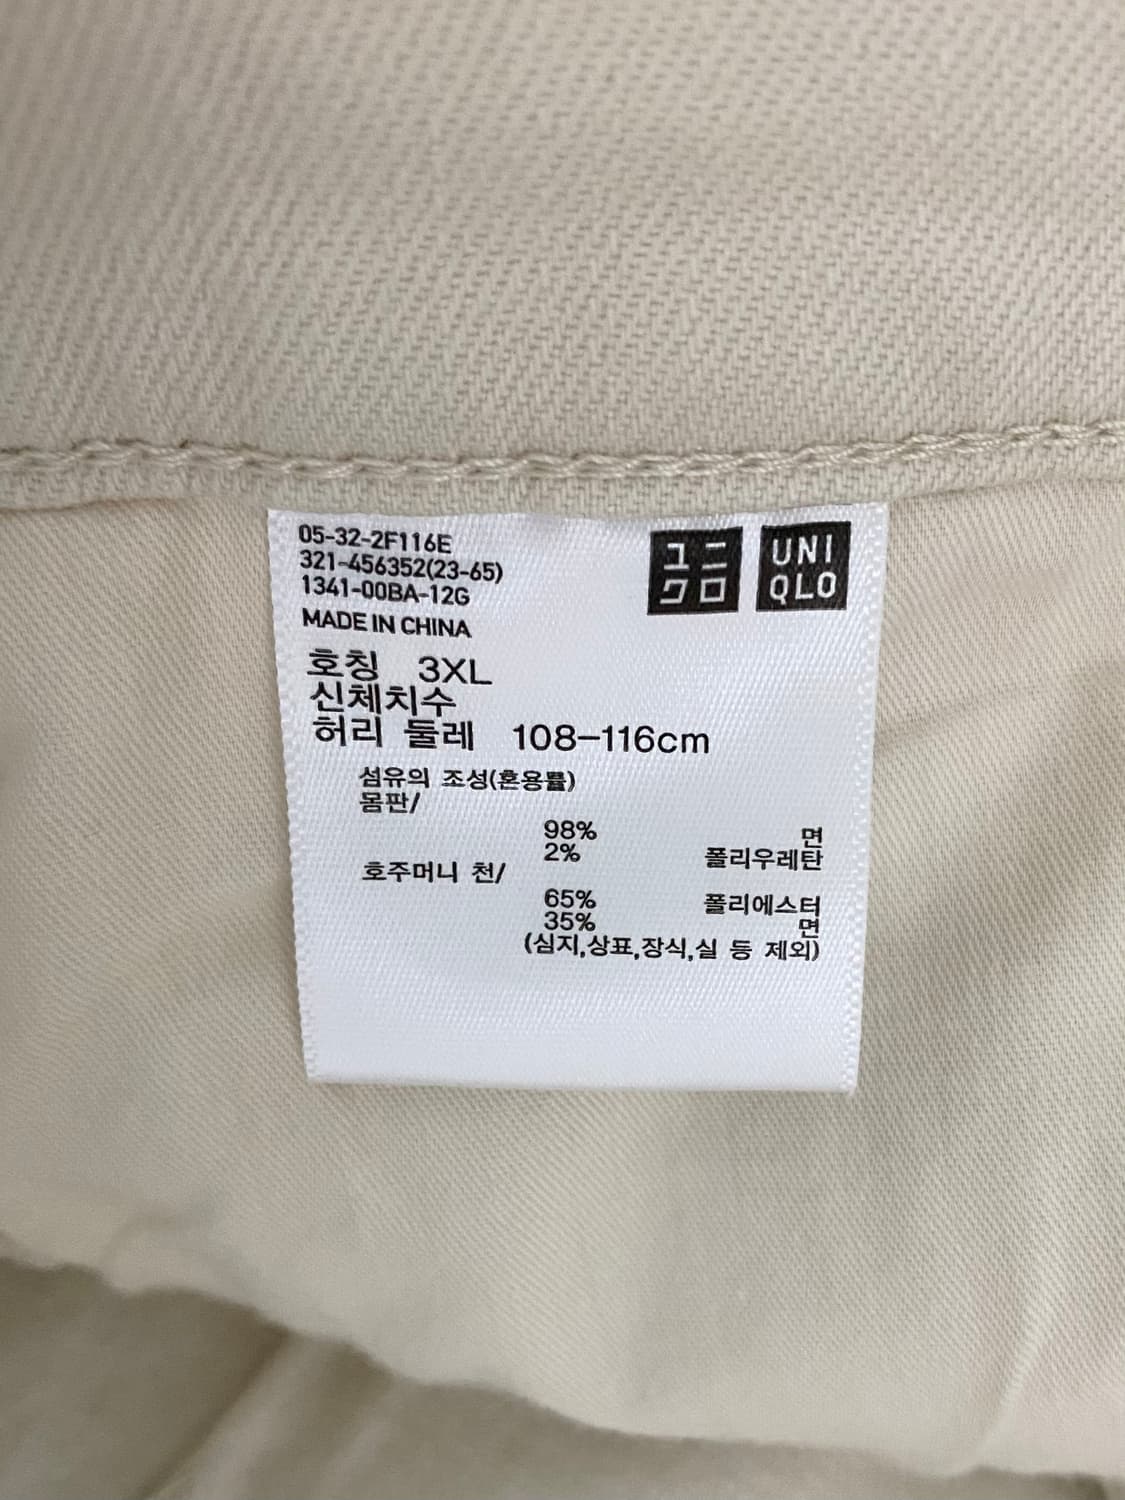 05-32-2F116E
321-456352(23-65)
1341-00BA-12G
MADE IN CHINA
ユニ
クロ
UNI
QLO
호칭 3XL
신체치수
허리 둘레 108-116cm
섬유의 조성(혼용률)
몸판/
98% 면
2% 폴리우레탄
호주머니 천/
65% 폴리에스터
35% 면
(심지,상표,장식,실 등 제외)